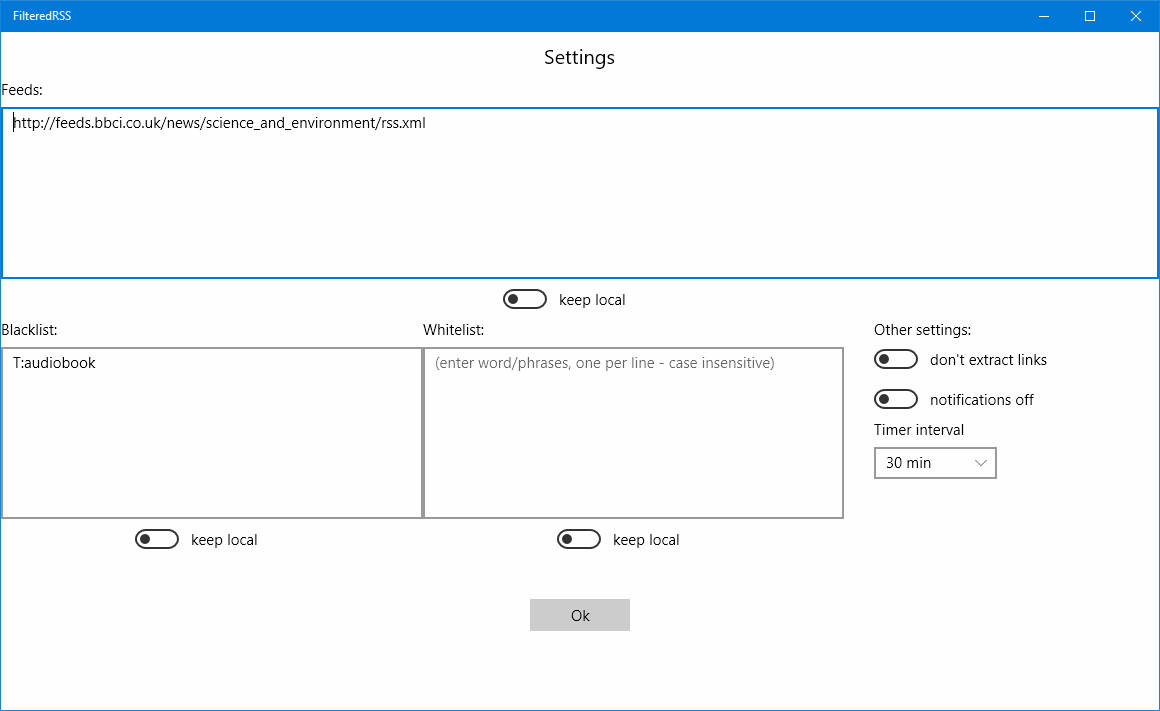 FilteredRSS
Settings
Feeds:
http://feeds.bbci.co.uk/news/science_and_environment/rss.xml
keep local
Blacklist:
T:audiobook
keep local
Whitelist:
(enter word/phrases, one per line - case insensitive)
keep local
Other settings:
don't extract links
notifications off
Timer interval
30 min
Ok